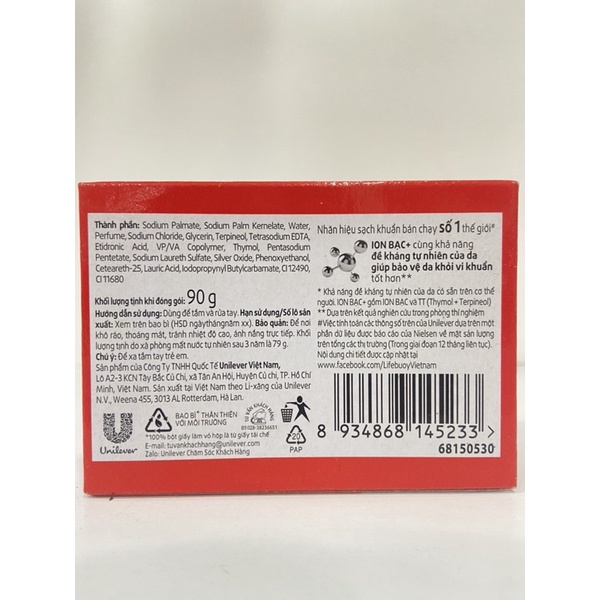 Thành phần: Sodium Palmate, Sodium Palm Kernelate, Water,
Perfume, Sodium Chloride, Glycerin, Terpineol, Tetrasodium EDTA,
Etidronic Acid, VP/VA Copolymer, Thymol, Pentasodium
Pentetate, Sodium Laureth Sulfate, Silver Oxide, Phenoxyethanol,
Ceteareth-25, Lauric Acid, Iodopropynyl Butylcarbamate, CI 12490,
CI 11680
Khối lượng tịnh khi đóng gói: 90 g
Hướng dẫn sử dụng: Dùng để tắm và rửa tay. Hạn sử dụng/Số lô sản
xuất: Xem trên bao bì (HSD ngàythángnăm xx). Bảo quản: Để nơi
khô ráo, thoáng mát, tránh nhiệt độ cao, ánh nắng trực tiếp. Khối
lượng tịnh do xà phòng mất nước tự nhiên sau 3 năm là 79 g.
Chú ý: Để xa tầm tay trẻ em.
Sản phẩm của Công Ty TNHH Quốc Tế Unilever Việt Nam,
Lô A2-3 KCN Tây Bắc Củ Chi, xã Tân An Hội, Huyện Củ chi, TP. Hồ Chí
Minh, Việt Nam. Sản xuất tại Việt Nam theo Li-xăng của Unilever
N.V., Weena 455, 3013 AL Rotterdam, Hà Lan.
Unilever
BAO BÌ* THÂN THIỆN
VỚI MÔI TRƯỜNG
TƯ VẤN KHÁCH HÀNG
*100% bột giấy làm vỏ hộp là từ giấy tái chế
E-mail: tuvankhachhang@unilever.com
Zalo: Unilever Chăm Sóc Khách Hàng
20
PAP
Nhãn hiệu sạch khuẩn bán chạy số 1 thế giới#
ION BẠC+ cùng khả năng
đề kháng tự nhiên của da
giúp bảo vệ da khỏi vi khuẩn
tốt hơn**
* Khả năng đề kháng tự nhiên của da có sẵn trên cơ thể
người. ION BẠC+ gồm ION BẠC và TT (Thymol + Terpineol)
** Dựa trên kết quả nghiên cứu trong phòng thí nghiệm
#Việc tính toán các thông số trên của Unilever dựa trên một
phần dữ liệu được báo cáo của Nielsen về mặt lượng sản phẩm
trên tổng các thị trường (Trong giai đoạn 12 tháng liên tục).
Nội dung chi tiết được cập nhật tại
www.facebook.com/LifebuoyVietnam
8 934868 145233 >
68150530